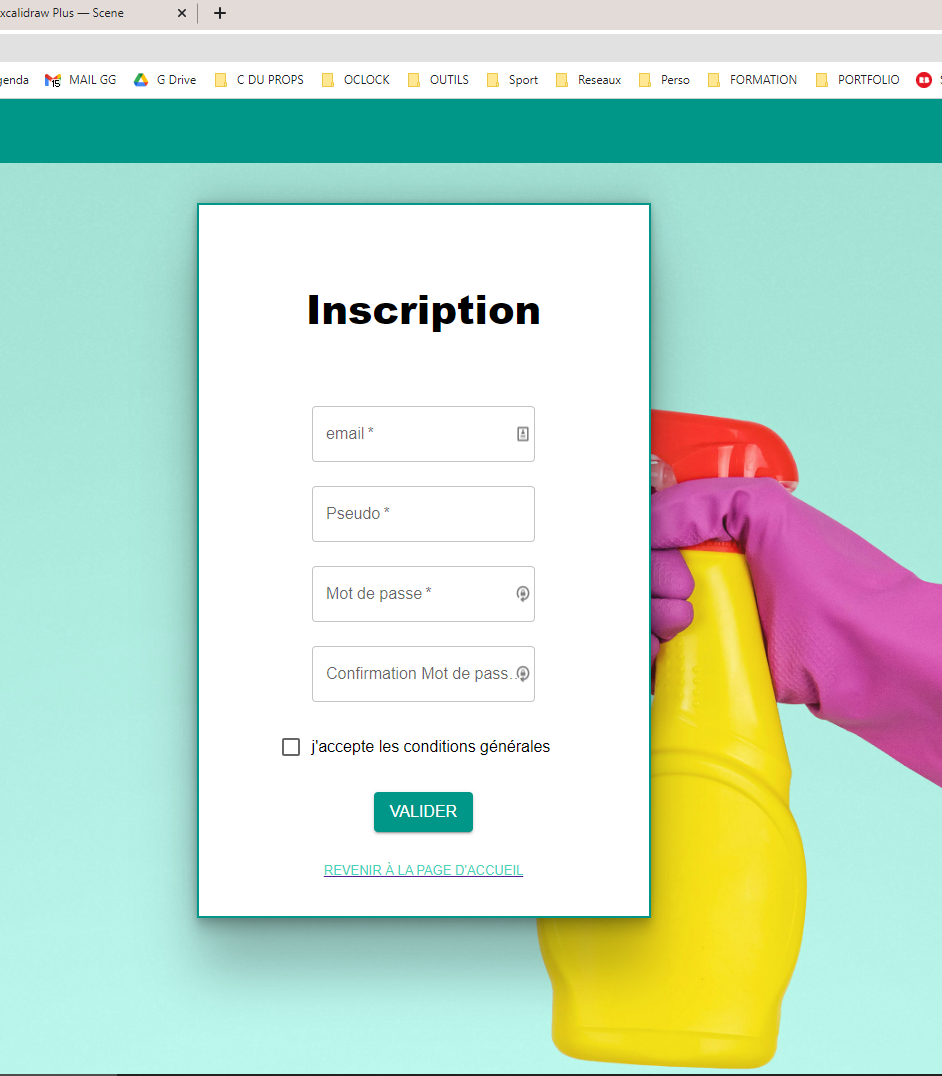 xcalidraw Plus — Scene
genda 15 MAIL GG G Drive C DU PROPS OCLOCK OUTILS Sport Reseaux Perso FORMATION PORTFOLIO
Inscription
email *
Pseudo *
Mot de passe *
Confirmation Mot de pass…
j'accepte les conditions générales
VALIDER
REVENIR À LA PAGE D'ACCUEIL